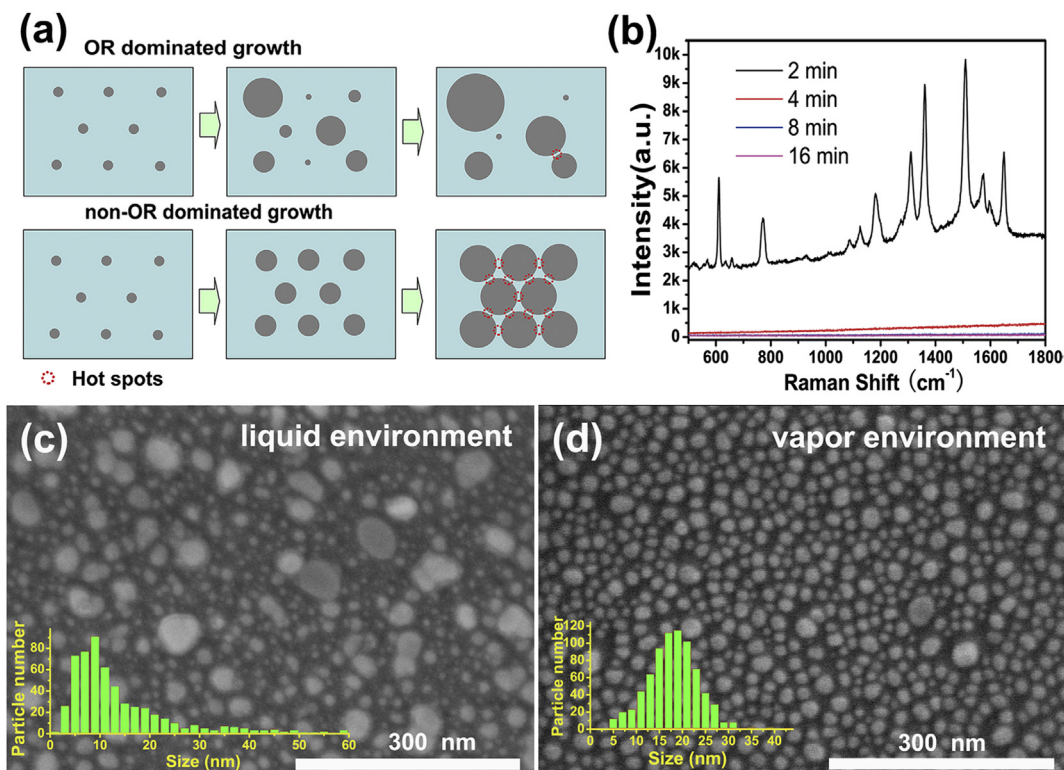 (a)
OR dominated growth
non-OR dominated growth
Hot spots
(b)
10k
9k
8k
7k
6k
5k
4k
3k
2k
1k
0
Intensity(a.u.)
2 min
4 min
8 min
16 min
600 800 1000 1200 1400 1600 1800
Raman Shift (cm⁻¹)
(c)
liquid environment
Particle number
80
60
40
20
0
0 10 20 30 40 50 60
Size (nm)
300 nm
(d)
vapor environment
Particle number
120
100
80
60
40
20
0
0 5 10 15 20 25 30 35 40
Size (nm)
300 nm